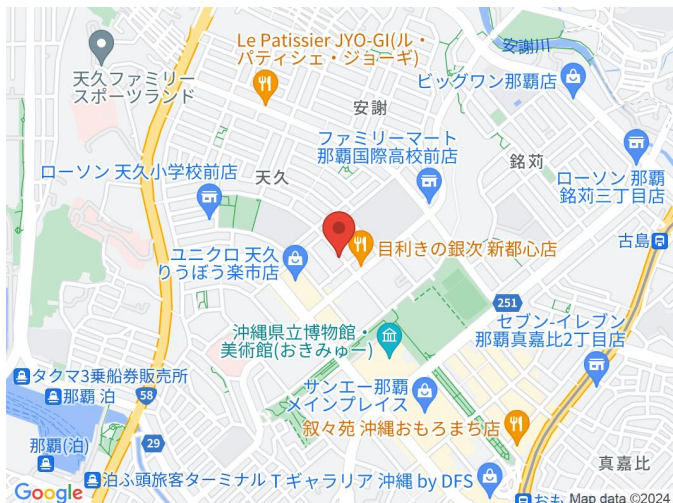 Le Patissier JYO-GI(ル・
パティシェ・ジョーギ)
安謝川
天久ファミリー
スポーツランド
ビッグワン那覇店
安謝
ファミリーマート
那覇国際高校前店
銘苅
ローソン 天久小学校前店
天久
ローソン 那覇
銘苅三丁目店
古島
ユニクロ 天久
りうぼう楽市店
目利きの銀次 新都心店
251
沖縄県立博物館・
美術館(おきみゅー)
セブン-イレブン
那覇真嘉比2丁目店
タクマ3乗船券販売所
那覇 泊
58
サンエー那覇
メインプレイス
29
叙々苑 沖縄おもろまち店
那覇(泊)
泊ふ頭旅客ターミナル
T ギャラリア 沖縄 by DFS
真嘉比
Google
おも
Map data ©2024